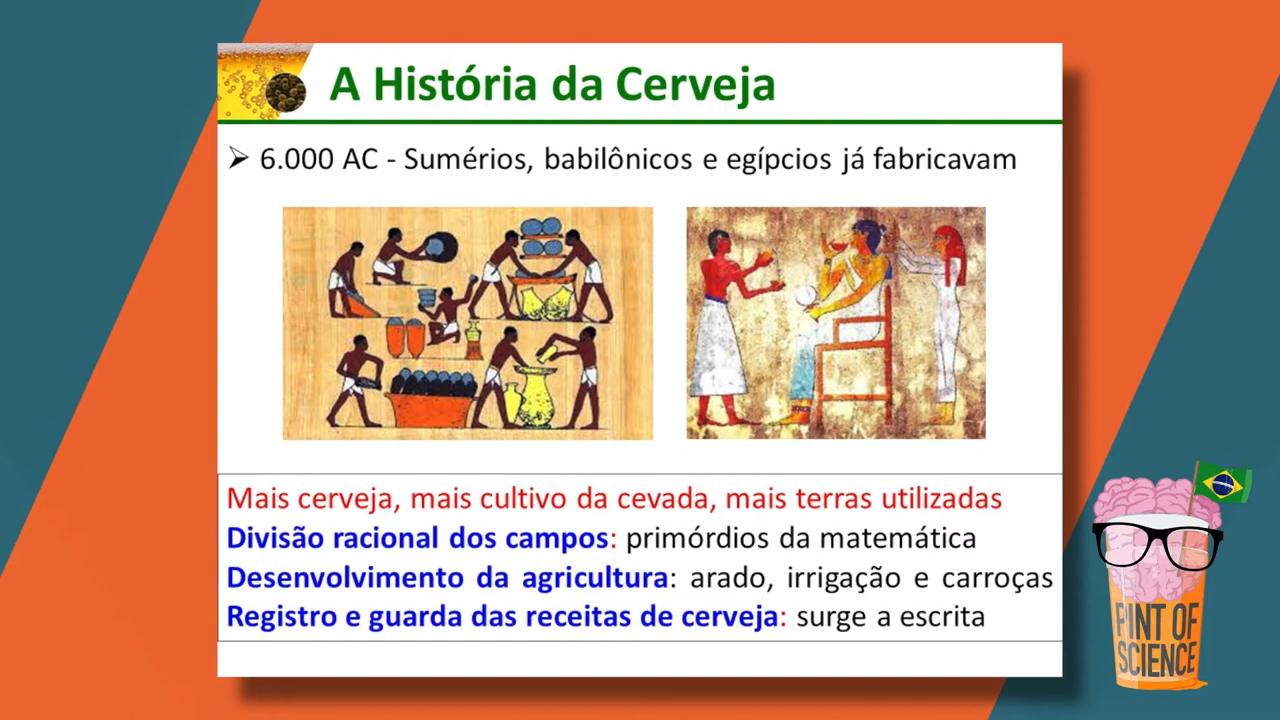 A História da Cerveja
➢ 6.000 AC - Sumérios, babilônicos e egípcios já fabricavam
Mais cerveja, mais cultivo da cevada, mais terras utilizadas
Divisão racional dos campos: primórdios da matemática
Desenvolvimento da agricultura: arado, irrigação e carroças
Registro e guarda das receitas de cerveja: surge a escrita
PINT OF
SCIENCE